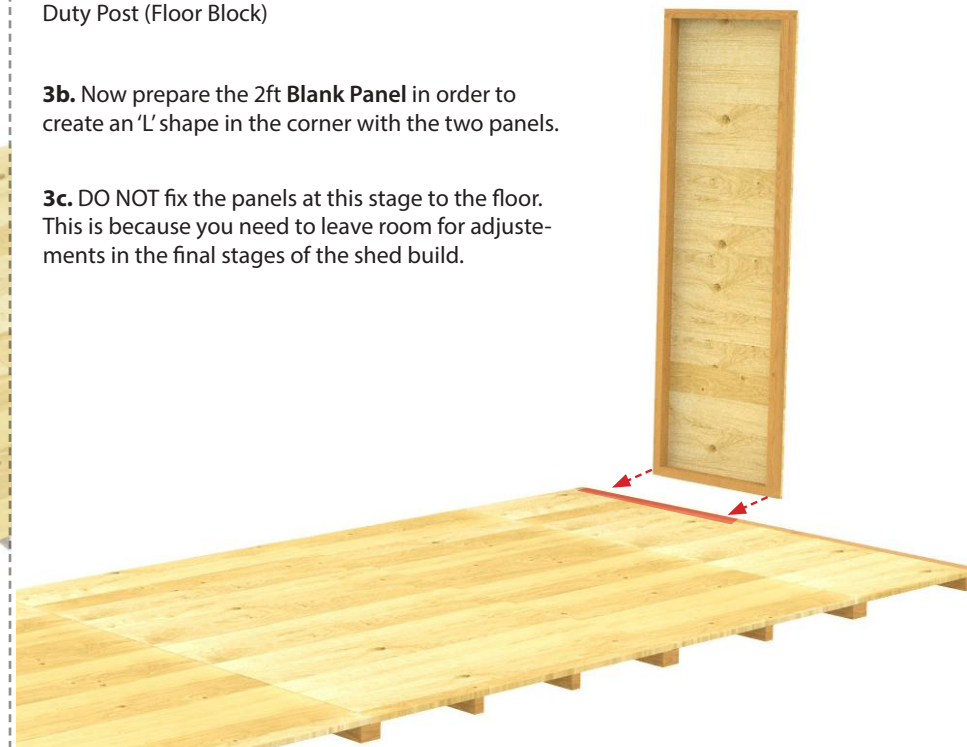 Duty Post (Floor Block)
3b. Now prepare the 2ft Blank Panel in order to
create an ‘L’ shape in the corner with the two panels.
3c. DO NOT fix the panels at this stage to the floor.
This is because you need to leave room for adjuste-
ments in the final stages of the shed build.